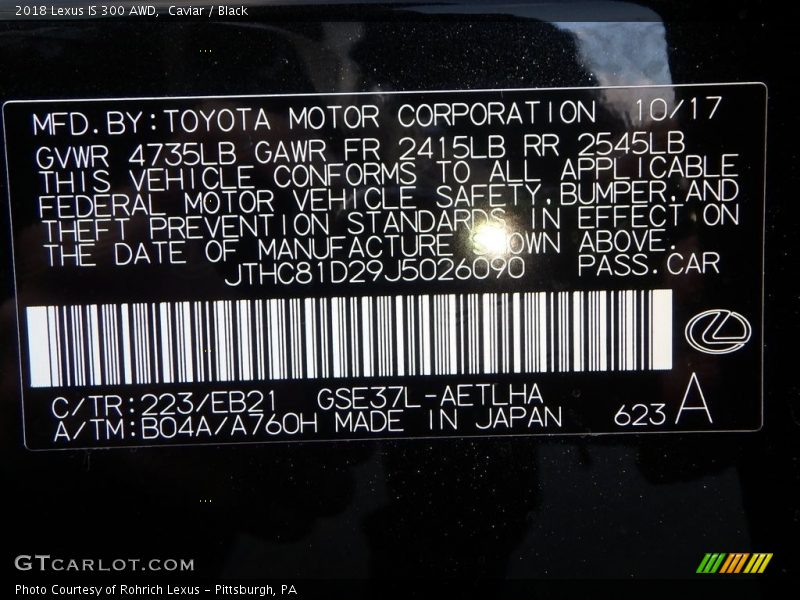 2018 Lexus IS 300 AWD,  Caviar / Black
MFD.BY:TOYOTA MOTOR CORPORATION 10/17
GVWR 4735LB GAWR FR 2415LB RR 2545LB
THIS VEHICLE CONFORMS TO ALL APPLICABLE
FEDERAL MOTOR VEHICLE SAFETY,BUMPER,AND
THEFT PREVENTION STANDARDS IN EFFECT ON
THE DATE OF MANUFACTURE SHOWN ABOVE.
JTHC81D29J5026090 PASS.CAR
C/TR:223/EB21 GSE37L-AETLHA
A/TM:B04A/A760H MADE IN JAPAN 623 A
GTCARLOT.COM
Photo Courtesy of Rohrich Lexus - Pittsburgh, PA